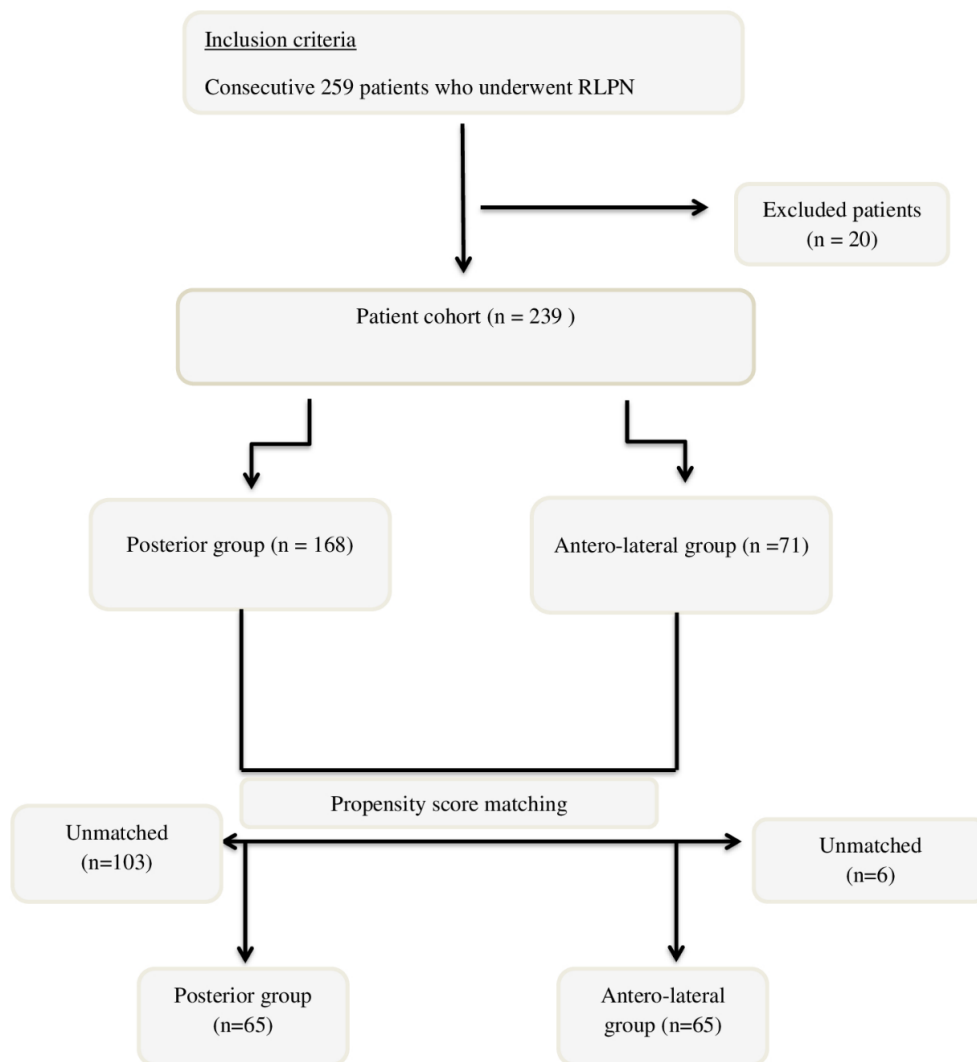 Inclusion criteria
Consecutive 259 patients who underwent RLPN
Excluded patients
(n = 20)
Patient cohort (n = 239 )
Posterior group (n = 168)
Antero-lateral group (n =71)
Propensity score matching
Unmatched
(n=103)
Unmatched
(n=6)
Posterior group
(n=65)
Antero-lateral
group (n=65)